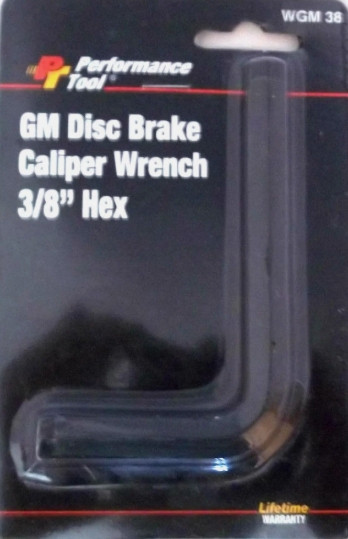 WGM 38
PT Performance
Tool®
GM Disc Brake
Caliper Wrench
3/8” Hex
Lifetime
WARRANTY